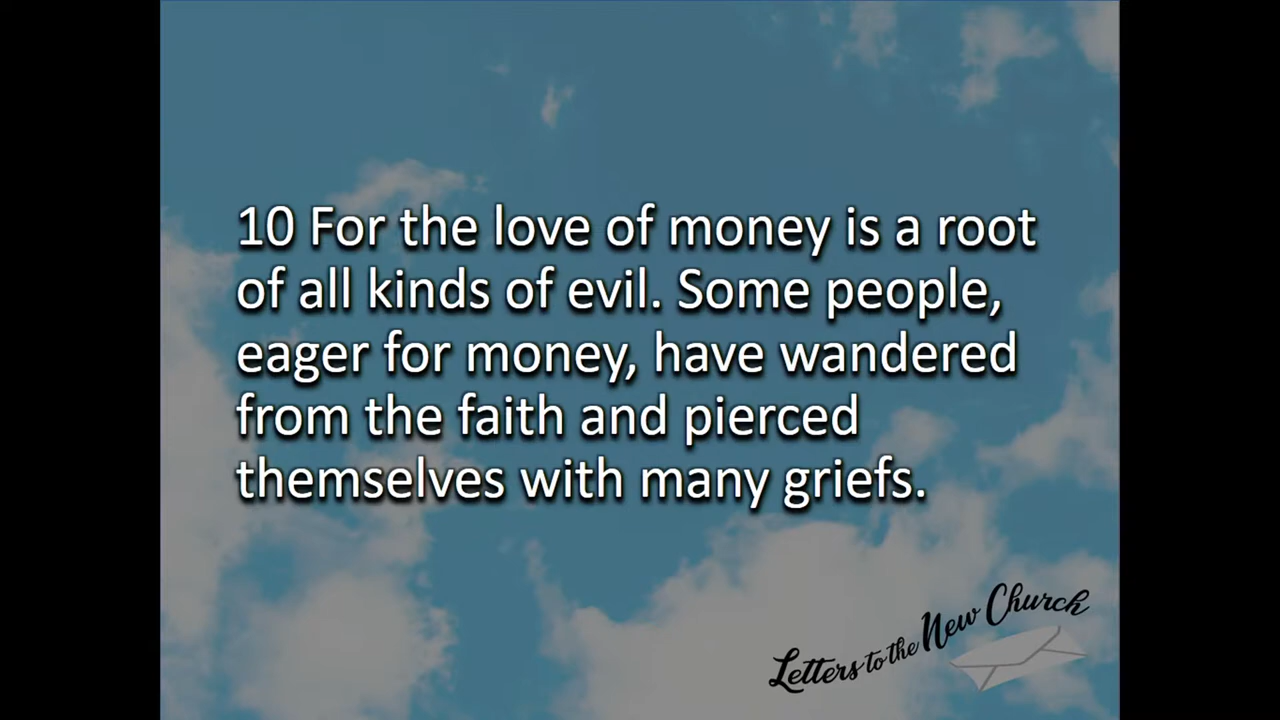 10 For the love of money is a root
of all kinds of evil. Some people,
eager for money, have wandered
from the faith and pierced
themselves with many griefs.
Letters to the New Church